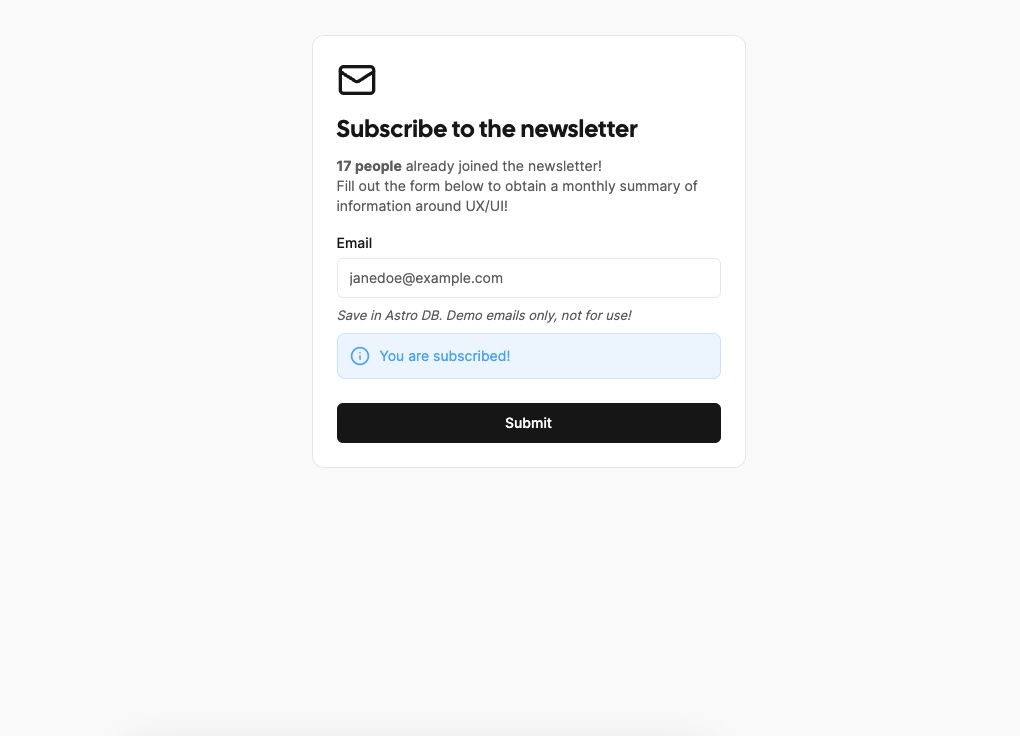 Subscribe to the newsletter
17 people already joined the newsletter!
Fill out the form below to obtain a monthly summary of
information around UX/UI!
Email
janedoe@example.com
Save in Astro DB. Demo emails only, not for use!
You are subscribed!
Submit